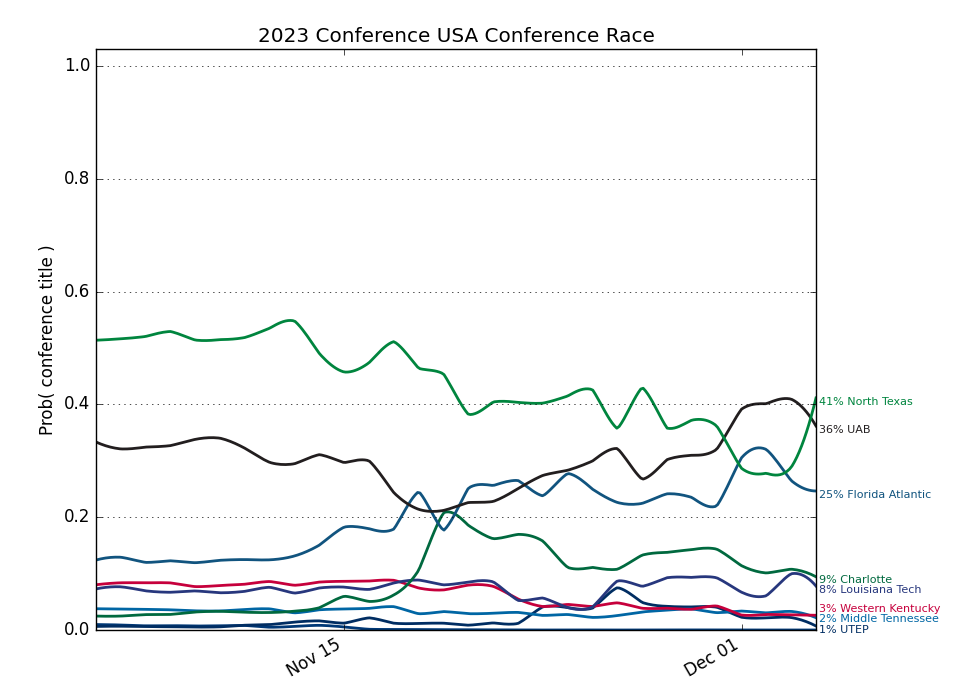 2023 Conference USA Conference Race
Prob( conference title )
1.0
0.8
0.6
0.4
0.2
0.0
Nov 15
Dec 01
41% North Texas
36% UAB
25% Florida Atlantic
9% Charlotte
8% Louisiana Tech
3% Western Kentucky
2% Middle Tennessee
1% UTEP